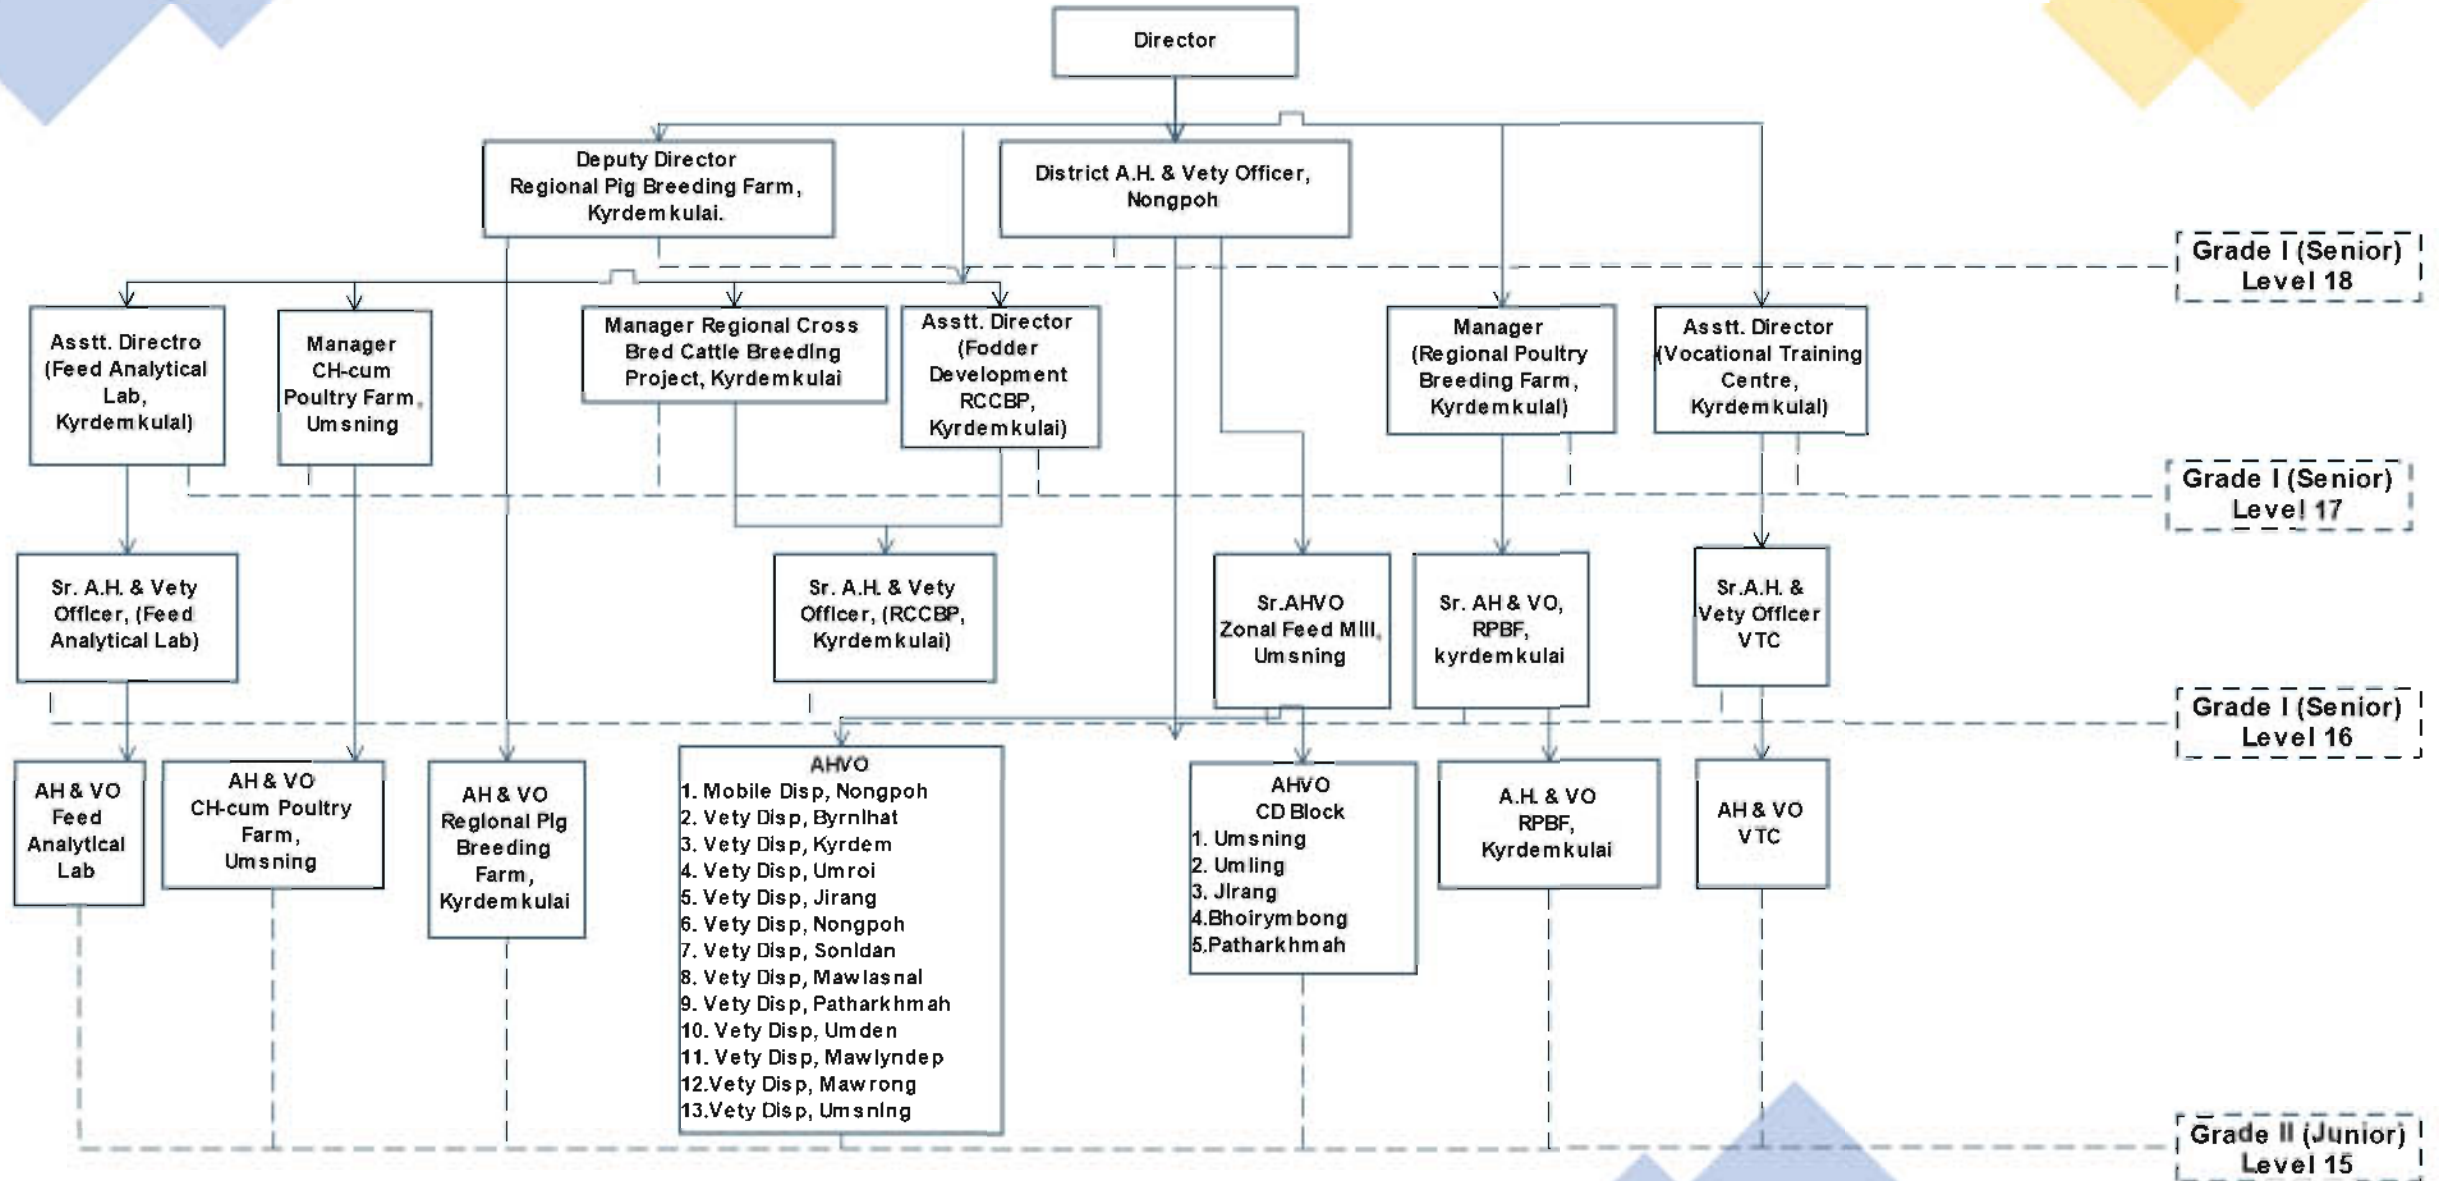 Director
Deputy Director
Regional Pig Breeding Farm,
Kyrdemkulai.
District A.H. & Vety Officer,
Nongpoh
Grade I (Senior)
Level 18
Asstt. Directro
(Feed Analytical
Lab,
Kyrdemkulai)
Manager
CH-cum
Poultry Farm,
Umsning
Manager Regional Cross
Bred Cattle Breeding
Project, Kyrdemkulai
Asstt. Director
(Fodder
Development
RCCBP,
Kyrdemkulai)
Manager
(Regional Poultry
Breeding Farm,
Kyrdemkulai)
Asstt. Director
(Vocational Training
Centre,
Kyrdemkulai)
Grade I (Senior)
Level 17
Sr. A.H. & Vety
Officer, (Feed
Analytical Lab)
Sr. A.H. & Vety
Officer, (RCCBP,
Kyrdemkulai)
Sr.AHVO
Zonal Feed Mill,
Umsning
Sr. AH & VO,
RPBF,
kyrdemkulai
Sr.A.H. &
Vety Officer
VTC
Grade I (Senior)
Level 16
AH & VO
Feed
Analytical
Lab
AH & VO
CH-cum Poultry
Farm,
Umsning
AH & VO
Regional Pig
Breeding
Farm,
Kyrdemkulai
AHVO
1. Mobile Disp, Nongpoh
2. Vety Disp, Byrnihat
3. Vety Disp, Kyrdem
4. Vety Disp, Umroi
5. Vety Disp, Jirang
6. Vety Disp, Nongpoh
7. Vety Disp, Sonidan
8. Vety Disp, Mawlasnai
9. Vety Disp, Patharkhmah
10. Vety Disp, Umden
11. Vety Disp, Mawlyndep
12.Vety Disp, Mawrong
13.Vety Disp, Umsning
AHVO
CD Block
1. Umsning
2. Umling
3. Jirang
4.Bhoirymbong
5.Patharkhmah
A.H. & VO
RPBF,
Kyrdemkulai
AH & VO
VTC
Grade II (Junior)
Level 15